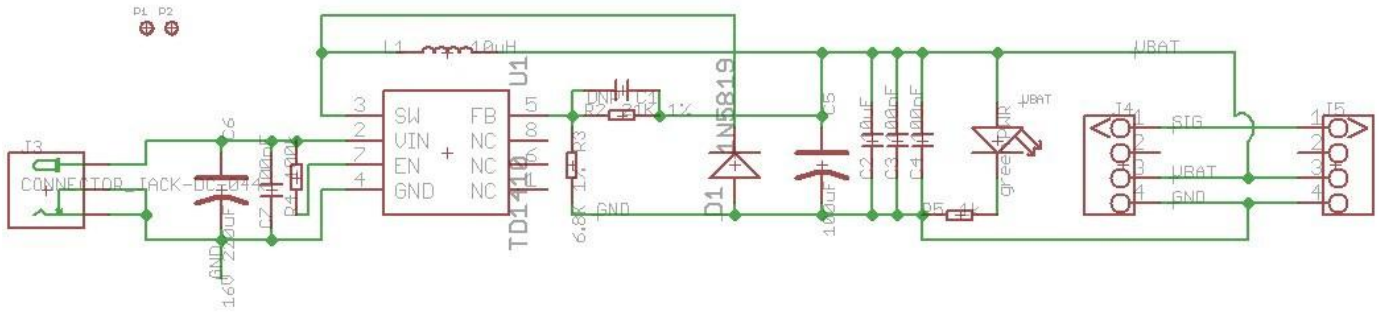 P1 P2
L1 10uH
VBAT
U1
1N5819
C5
DNP C1
R2 21K 1%
3 SW FB 5
2 VIN NC 8
7 EN NC 6
4 GND NC 1
TD1410
R3
6.8K 1%
D1
100uF
C2 10uF
C3 100nF
C4 100nF
PWR
green
VBAT
R5 1k
GND
J3
CONNECTOR_JACK-DC-044
C6
C7 100nF
R4 100k
GND
16V 220uF
J4
1 SIG
2
3 VBAT
4 GND
J5
1
2
3
4